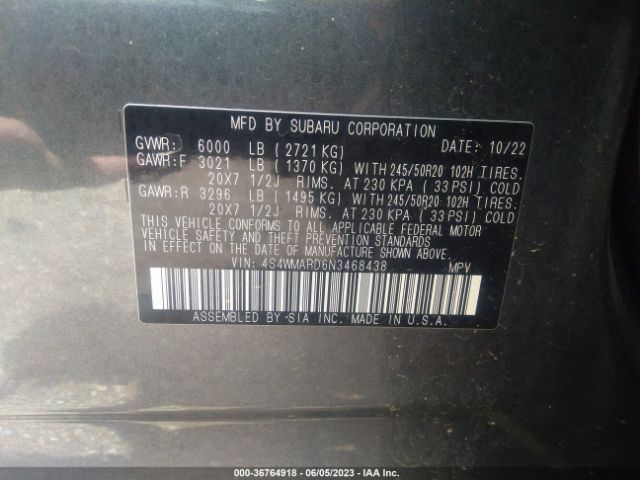 MFD BY SUBARU CORPORATION
GVWR: 6000 LB ( 2721 KG) DATE: 10/22
GAWR:F 3021 LB ( 1370 KG) WITH 245/50R20 102H TIRES.
20X7 1/2J RIMS. AT 230 KPA ( 33 PSI) COLD
GAWR:R 3296 LB ( 1495 KG) WITH 245/50R20 102H TIRES.
20X7 1/2J RIMS. AT 230 KPA ( 33 PSI) COLD
THIS VEHICLE CONFORMS TO ALL APPLICABLE FEDERAL MOTOR
VEHICLE SAFETY AND THEFT PREVENTION STANDARDS
IN EFFECT ON THE DATE OF MANUFACTURE SHOWN ABOVE.
VIN: 4S4WMARD6N3468438 MPV
ASSEMBLED BY SIA INC. MADE IN U.S.A.
000-36764918 - 06/05/2023 - IAA Inc.